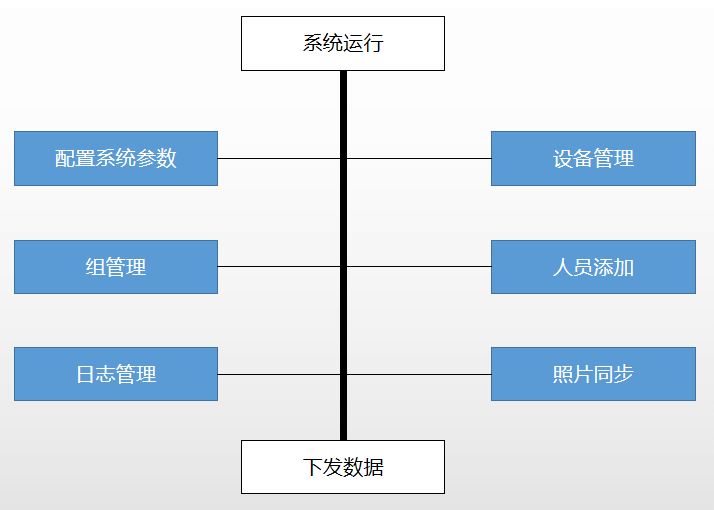 系统运行
配置系统参数
设备管理
组管理
人员添加
日志管理
照片同步
下发数据